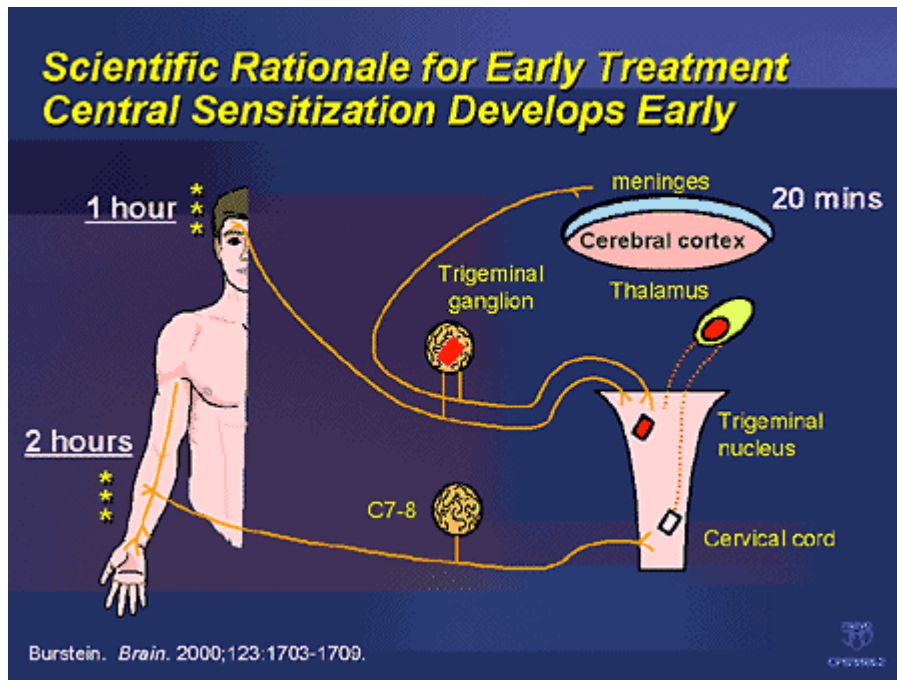 Scientific Rationale for Early Treatment
Central Sensitization Develops Early
1 hour
* * *
meninges
20 mins
Cerebral cortex
Trigeminal
ganglion
Thalamus
2 hours
* * *
Trigeminal
nucleus
C7-8
Cervical cord
Burstein. Brain. 2000;123:1703-1709.